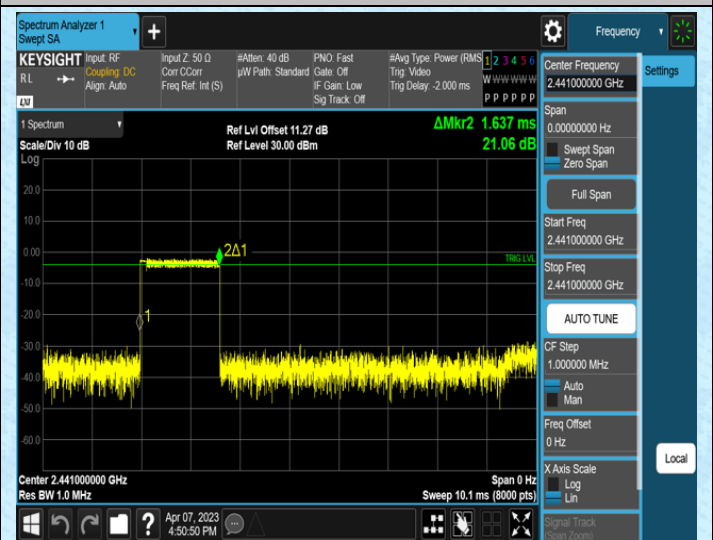 Spectrum Analyzer 1
Swept SA
Frequency
KEYSIGHT
RL
LXI
Input: RF
Coupling: DC
Align: Auto
Input Z: 50 Ω
Corr CCorr
Freq Ref: Int (S)
#Atten: 40 dB
µW Path: Standard
PNO: Fast
Gate: Off
IF Gain: Low
Sig Track: Off
#Avg Type: Power (RMS
Trig: Video
Trig Delay: -2.000 ms
1 2 3 4 5 6
W W W W W W
P P P P P P
Center Frequency
2.441000000 GHz
Settings
Span
0.00000000 Hz
Swept Span
Zero Span
Full Span
Start Freq
2.441000000 GHz
Stop Freq
2.441000000 GHz
AUTO TUNE
CF Step
1.000000 MHz
Auto
Man
Freq Offset
0 Hz
X Axis Scale
Log
Lin
Signal Track
(Span Zoom)
Local
1 Spectrum
Scale/Div 10 dB
Log
Ref Lvl Offset 11.27 dB
Ref Level 30.00 dBm
ΔMkr2 1.637 ms
21.06 dB
20.0
10.0
0.00
-10.0
-20.0
-30.0
-40.0
-50.0
-60.0
2Δ1
1
TRIG LVL
Center 2.441000000 GHz
Res BW 1.0 MHz
Span 0 Hz
Sweep 10.1 ms (8000 pts)
?
Apr 07, 2023
4:50:50 PM